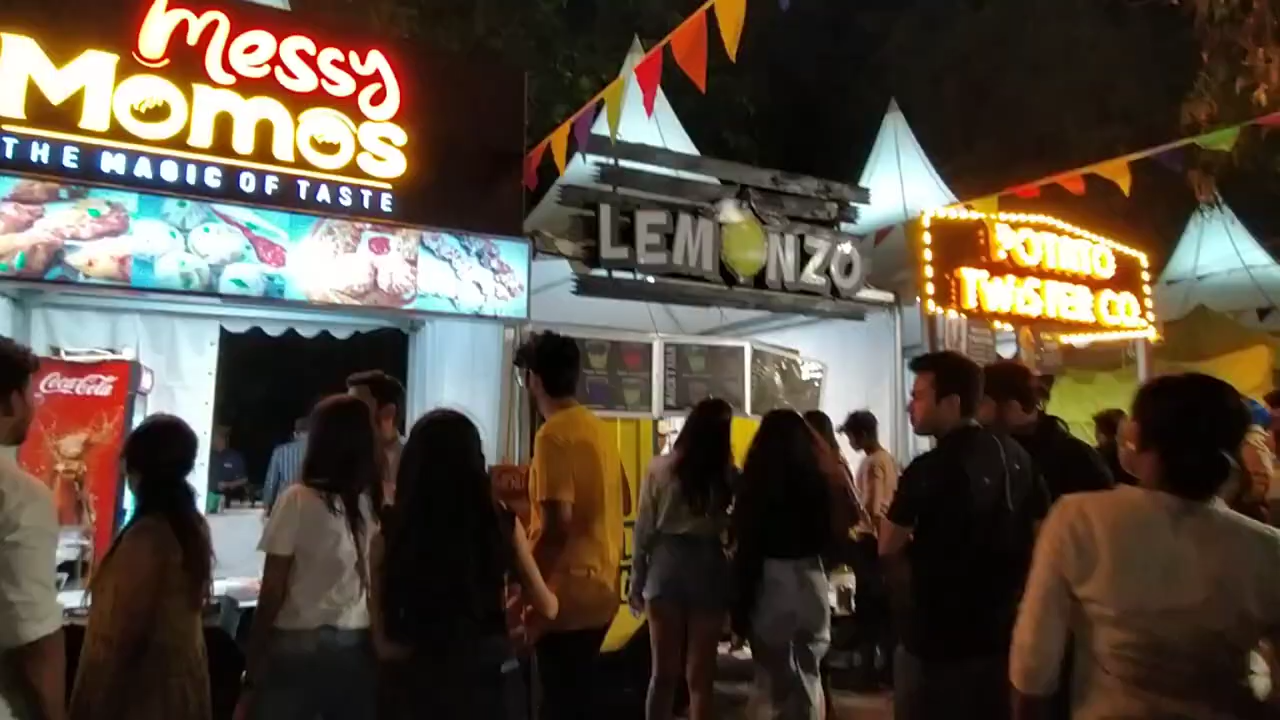 Messy
Momos
THE MAGIC OF TASTE
LEMONZO
POTATO
TWISTER CO.
Coca-Cola